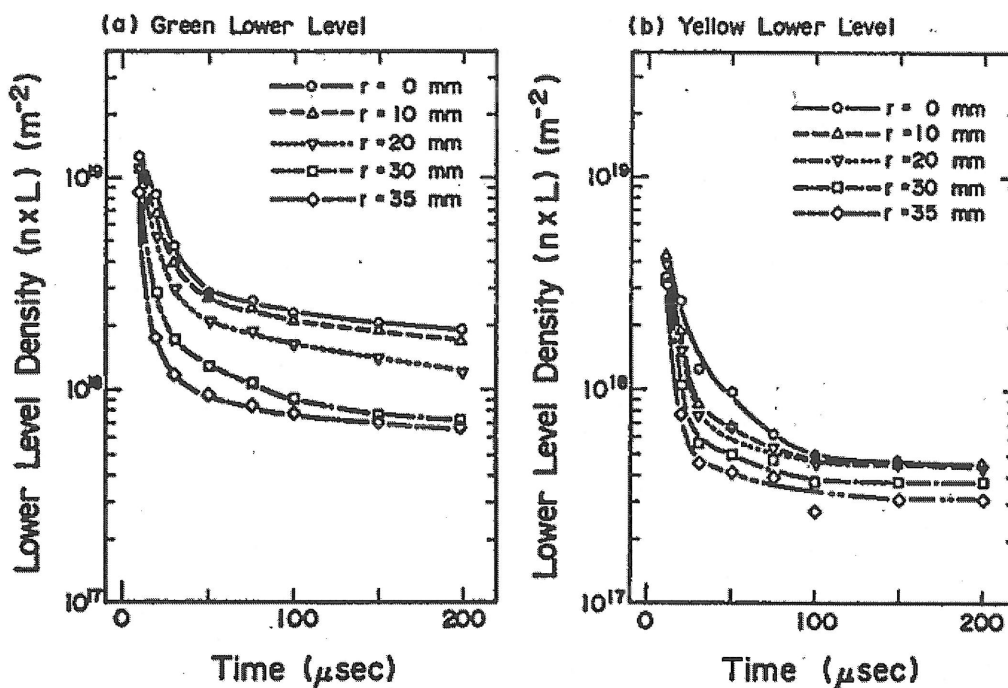 (a) Green Lower Level
r = 0 mm
r = 10 mm
r = 20 mm
r = 30 mm
r = 35 mm
Lower Level Density (n x L) (m⁻²)
10¹⁹
10¹⁸
10¹⁷
0 100 200
Time (μsec)
(b) Yellow Lower Level
r = 0 mm
r = 10 mm
r = 20 mm
r = 30 mm
r = 35 mm
Lower Level Density (n x L) (m⁻²)
10¹⁹
10¹⁸
10¹⁷
0 100 200
Time (μsec)